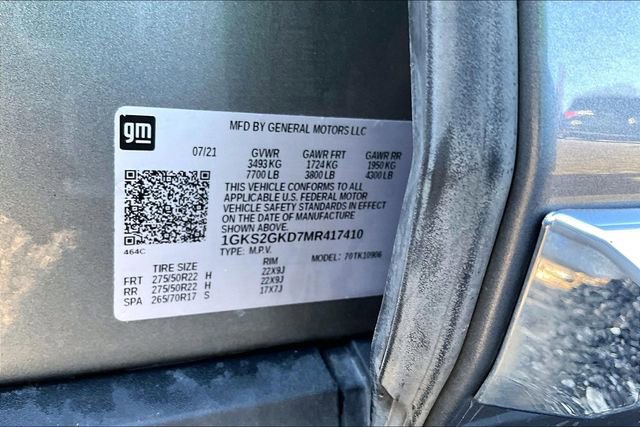 gm
MFD BY GENERAL MOTORS LLC
07/21 GVWR GAWR FRT GAWR RR
3493 KG 1724 KG 1950 KG
7700 LB 3800 LB 4300 LB
THIS VEHICLE CONFORMS TO ALL
APPLICABLE U.S. FEDERAL MOTOR
VEHICLE SAFETY STANDARDS IN EFFECT
ON THE DATE OF MANUFACTURE
SHOWN ABOVE.
1GKS2GKD7MR417410
464C
TYPE: M.P.V. MODEL: 70TK10906
TIRE SIZE RIM
FRT 275/50R22 H 22X9J
RR 275/50R22 H 22X9J
SPA 265/70R17 S 17X7J